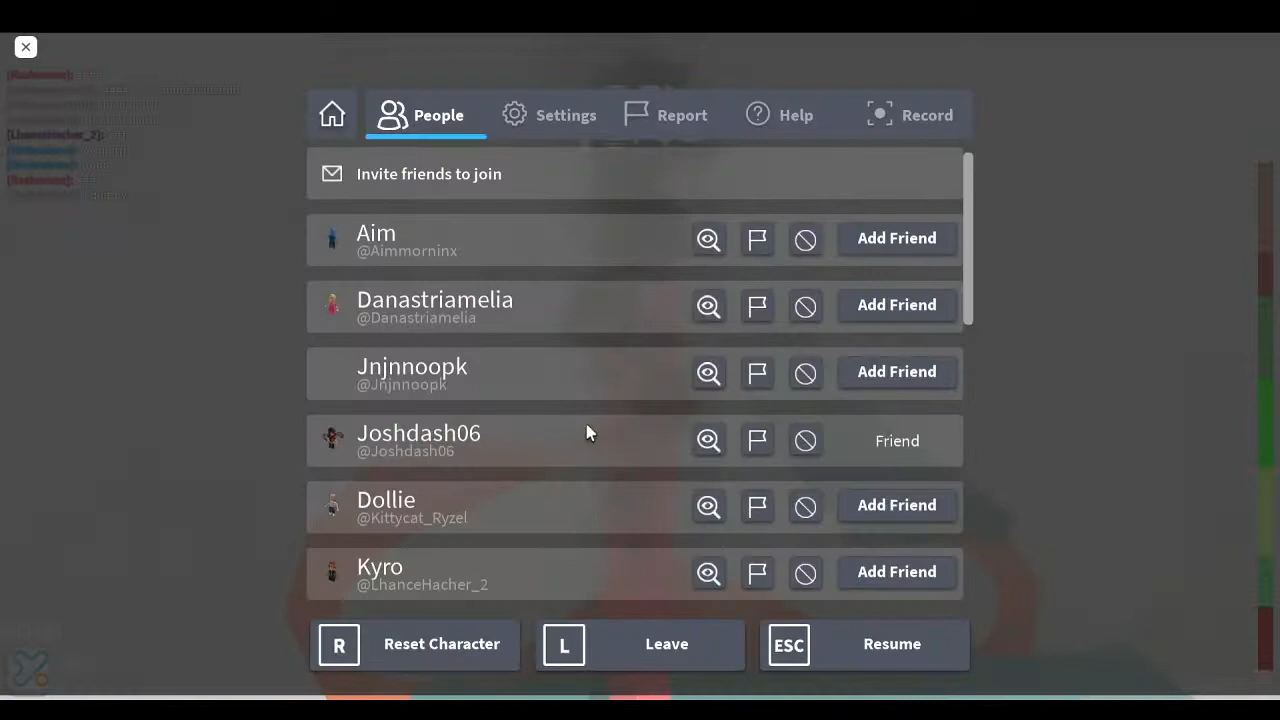 People
Settings
Report
Help
Record
Invite friends to join
Aim
@Aimmorninx
Add Friend
Danastriamelia
@Danastriamelia
Add Friend
Jnjnnoopk
@Jnjnnoopk
Add Friend
Joshdash06
@Joshdash06
Friend
Dollie
@Kittycat_Ryzel
Add Friend
Kyro
@LhanceHacher_2
Add Friend
R
Reset Character
L
Leave
ESC
Resume
[LhanceHacher_2]: